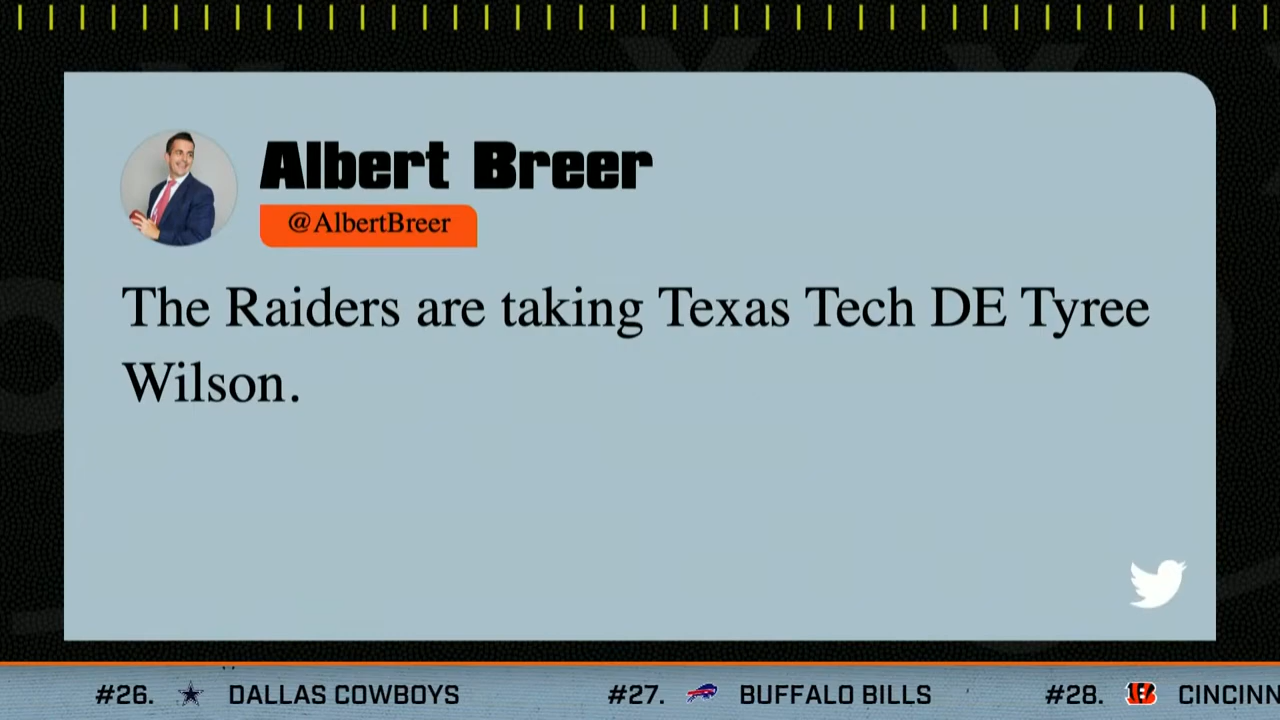 Albert Breer
@AlbertBreer
The Raiders are taking Texas Tech DE Tyree
Wilson.
#26. DALLAS COWBOYS #27. BUFFALO BILLS #28. CINCINN